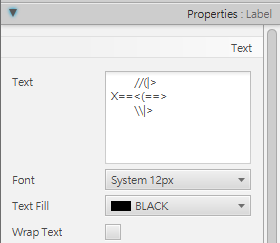 Properties : Label
Text
Text
//(|>
X==<(==>
\\|>
Font
System 12px
Text Fill
BLACK
Wrap Text